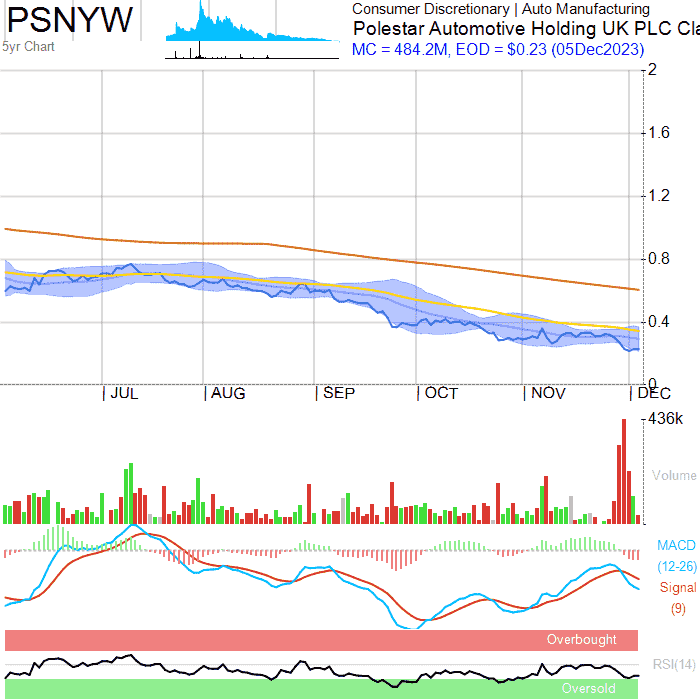 PSNYW
5yr Chart
Consumer Discretionary | Auto Manufacturing
Polestar Automotive Holding UK PLC Cla
MC = 484.2M, EOD = $0.23 (05Dec2023)
2
1.6
1.2
0.8
0.4
0
| JUL | AUG | SEP | OCT | NOV | DEC
436k
Volume
MACD
(12-26)
Signal
(9)
Overbought
RSI(14)
Oversold